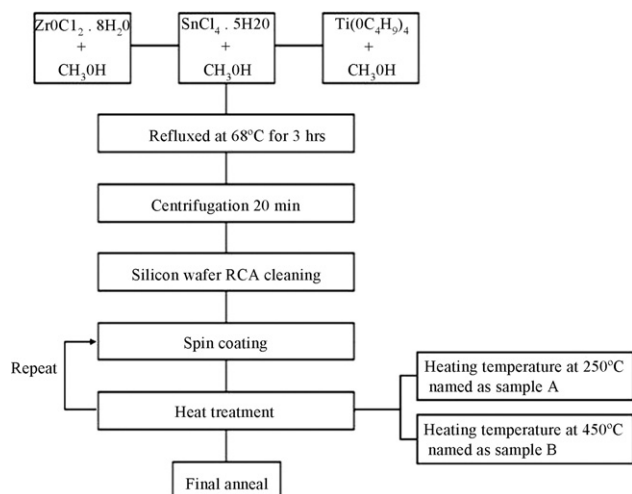 Zr0C1₂ . 8H₂0
+
CH₃0H
SnCl₄ . 5H20
+
CH₃0H
Ti(0C₄H₉)₄
+
CH₃0H
Refluxed at 68°C for 3 hrs
Centrifugation 20 min
Silicon wafer RCA cleaning
Spin coating
Repeat
Heat treatment
Heating temperature at 250°C
named as sample A
Heating temperature at 450°C
named as sample B
Final anneal